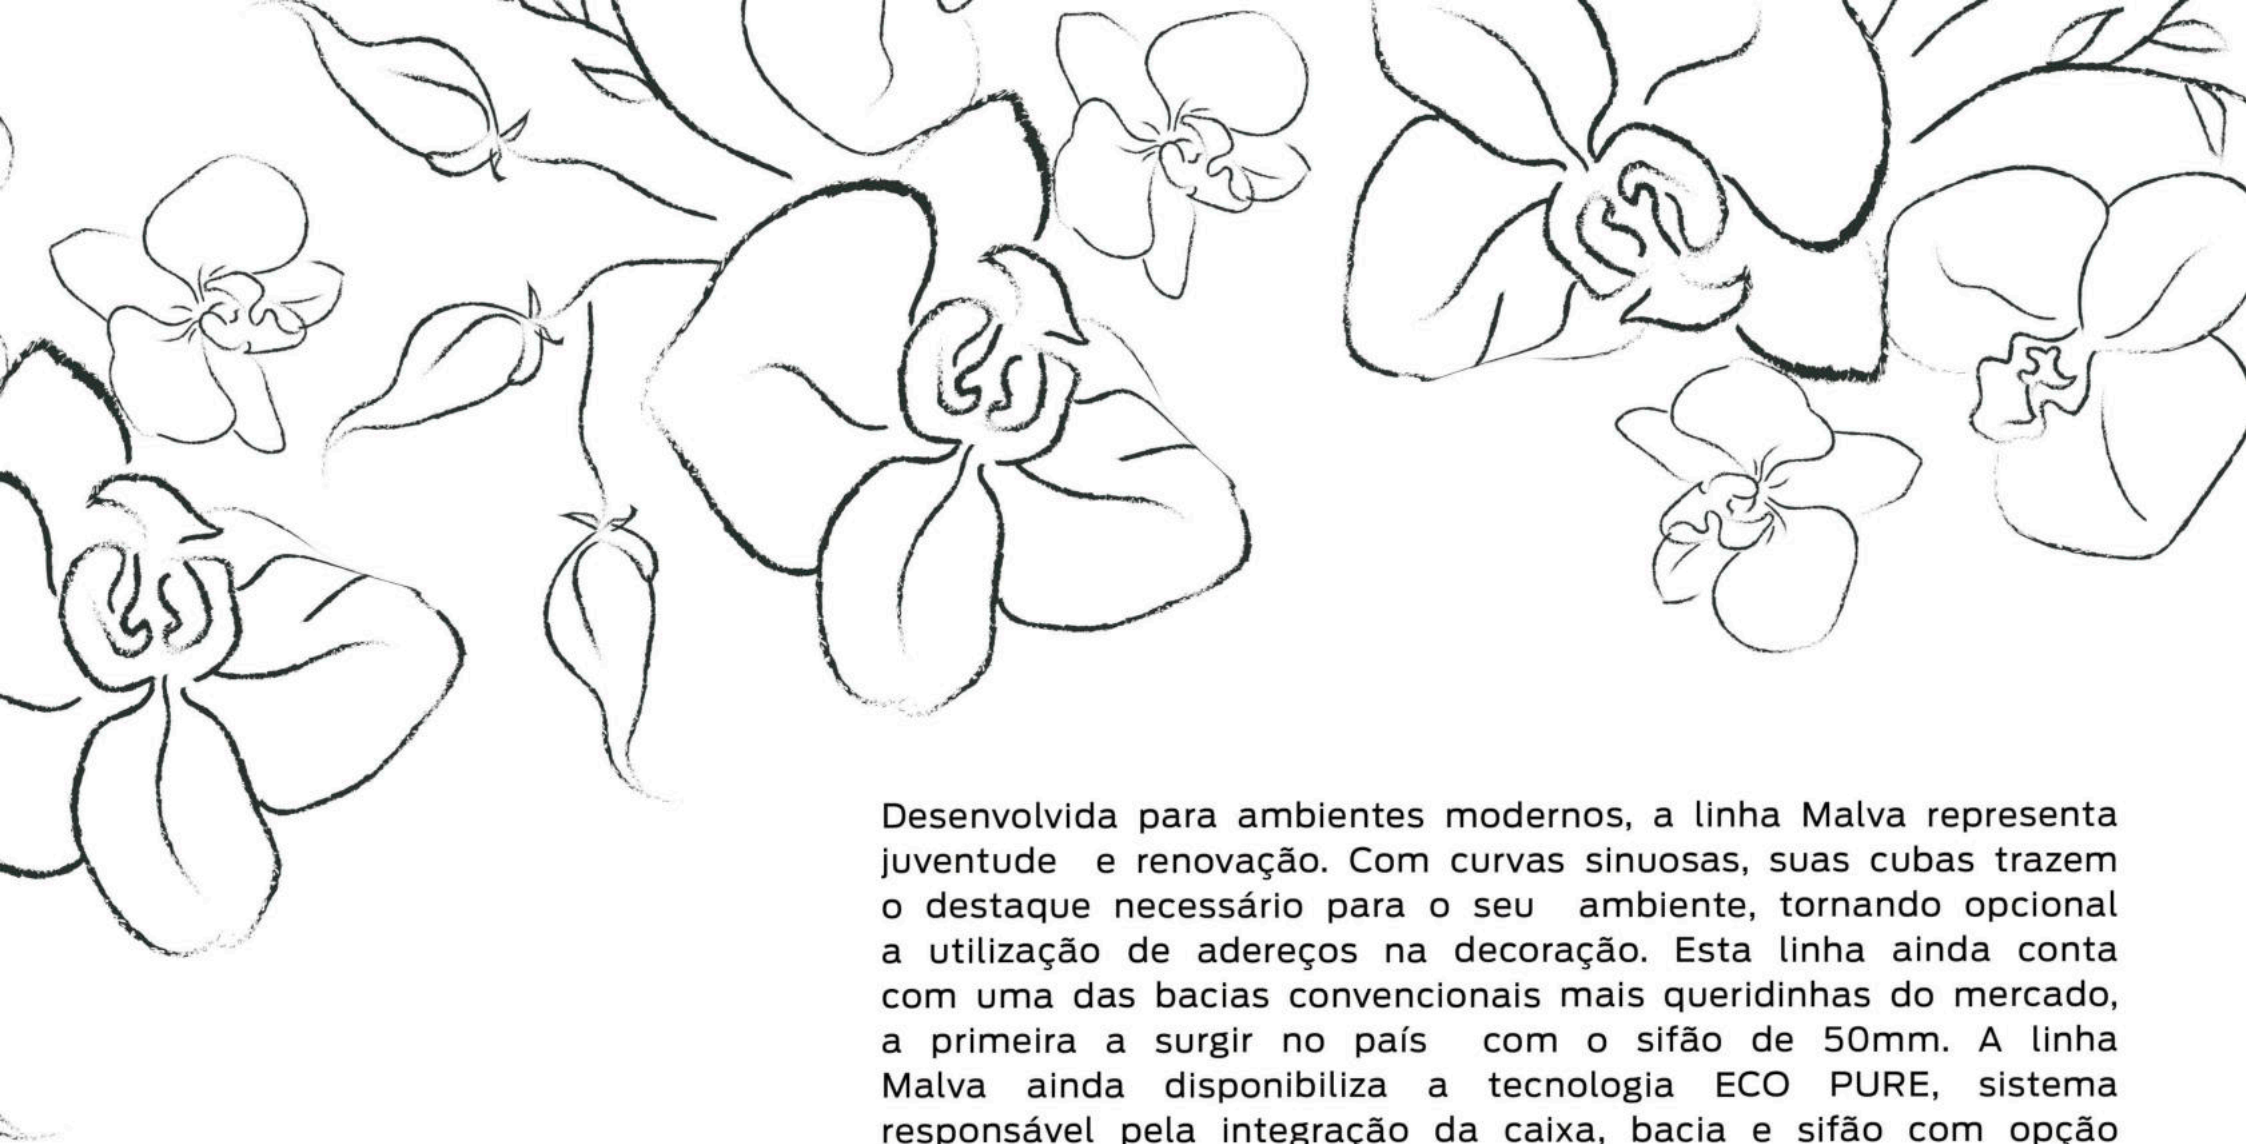 Desenvolvida para ambientes modernos, a linha Malva representa
juventude e renovação. Com curvas sinuosas, suas cubas trazem
o destaque necessário para o seu ambiente, tornando opcional
a utilização de adereços na decoração. Esta linha ainda conta
com uma das bacias convencionais mais queridinhas do mercado,
a primeira a surgir no país com o sifão de 50mm. A linha
Malva ainda disponibiliza a tecnologia ECO PURE, sistema
responsável pela integração da caixa, bacia e sifão com opção